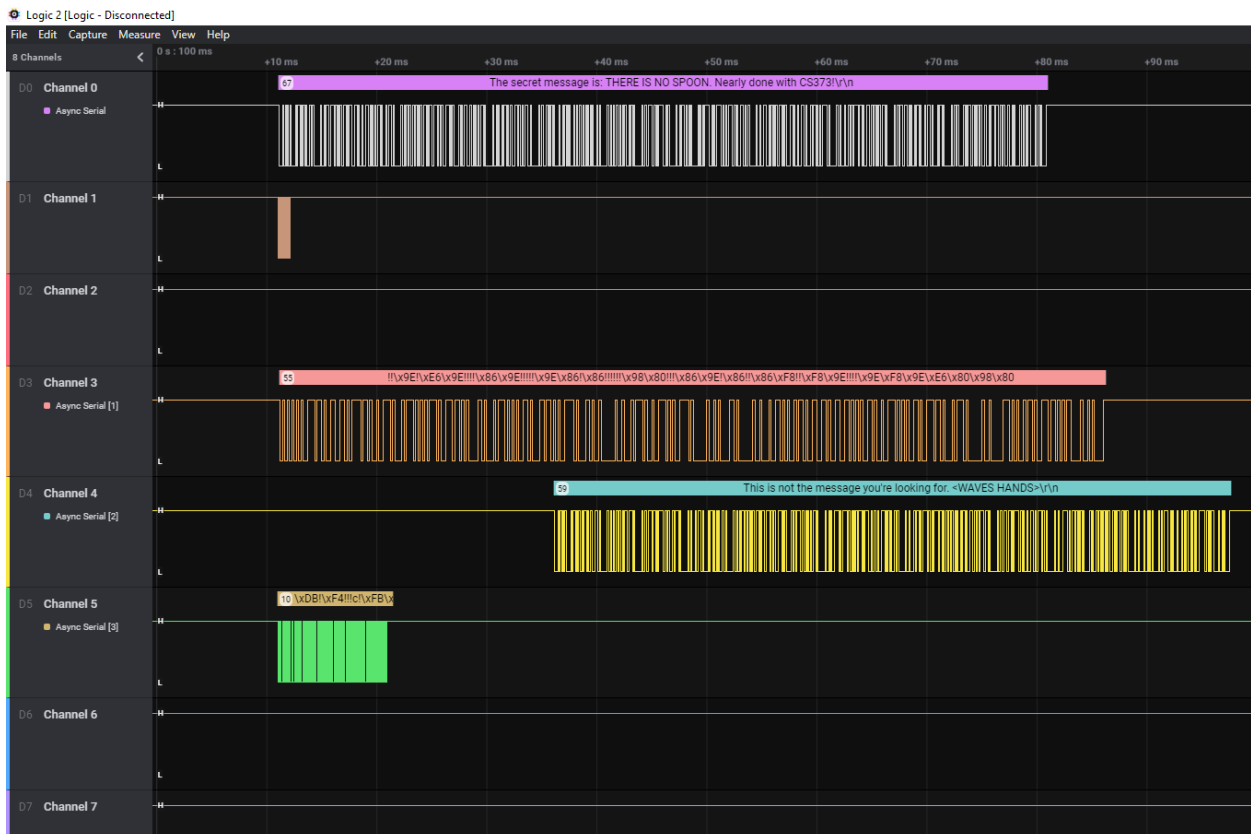 Logic 2 [Logic - Disconnected]
File Edit Capture Measure View Help
8 Channels < 0 s : 100 ms
+10 ms +20 ms +30 ms +40 ms +50 ms +60 ms +70 ms +80 ms +90 ms
D0 Channel 0 67 The secret message is: THERE IS NO SPOON. Nearly done with CS373!\r\n
Async Serial H
L
D1 Channel 1 H
L
D2 Channel 2 H
L
D3 Channel 3 55 !!\x9E!\xE6\x9E!!!!\x86\x9E!!!!!\x9E\x86!\x86!!!!!!\x98\x80!!!\x86\x9E!\x86!!\x86\xF8!!\xF8\x9E!!!!\x9E\xF8\x9E\xE6\x80\x98\x80
Async Serial [1] H
L
D4 Channel 4 59 This is not the message you're looking for. <WAVES HANDS>\r\n
Async Serial [2] H
L
D5 Channel 5 10 \xDB!\xF4!!!c!\xFB\x
Async Serial [3] H
L
D6 Channel 6 H
L
D7 Channel 7 H